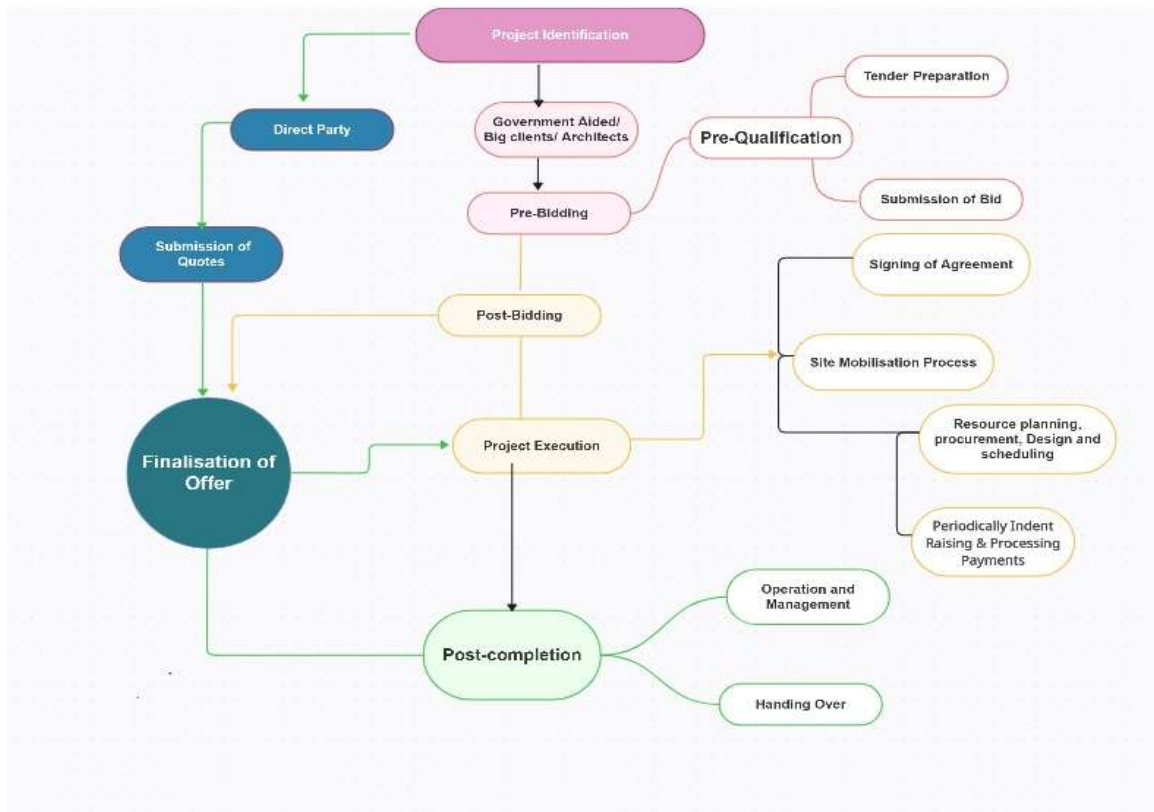 Project Identification
Direct Party
Government Aided/
Big clients/ Architects
Tender Preparation
Pre-Qualification
Submission of Bid
Pre-Bidding
Submission of
Quotes
Signing of Agreement
Post-Bidding
Site Mobilisation Process
Finalisation of
Offer
Project Execution
Resource planning,
procurement, Design and
scheduling
Periodically Indent
Raising & Processing
Payments
Operation and
Management
Post-completion
Handing Over